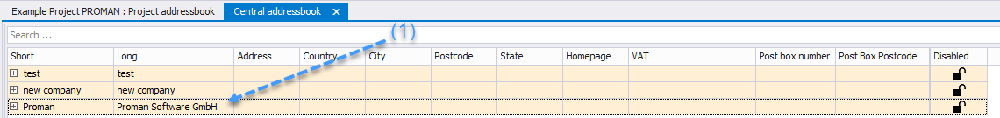 Example Project PROMAN : Project addressbook Central addressbook
Search ...
(1)
Short Long Address Country City Postcode State Homepage VAT Post box number Post Box Postcode Disabled
test test
new company new company
Proman Proman Software GmbH